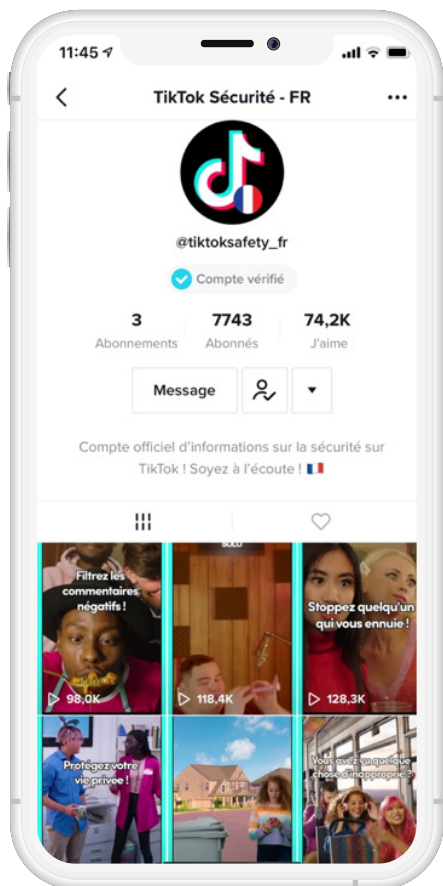 11:45
TikTok Sécurité - FR
@tiktoksafety_fr
Compte vérifié
3 7743 74,2K
Abonnements Abonnés J'aime
Message
Compte officiel d'informations sur la sécurité sur
TikTok ! Soyez à l'écoute ! 🇫🇷
SOLO
Filtrez les
commentaires
négatifs !
Stoppez quelqu'un
qui vous ennuie !
98,0K 118,4K 128,3K
Protégez votre
vie privée !
Vous avez vu quelque
chose d'inapproprié ?